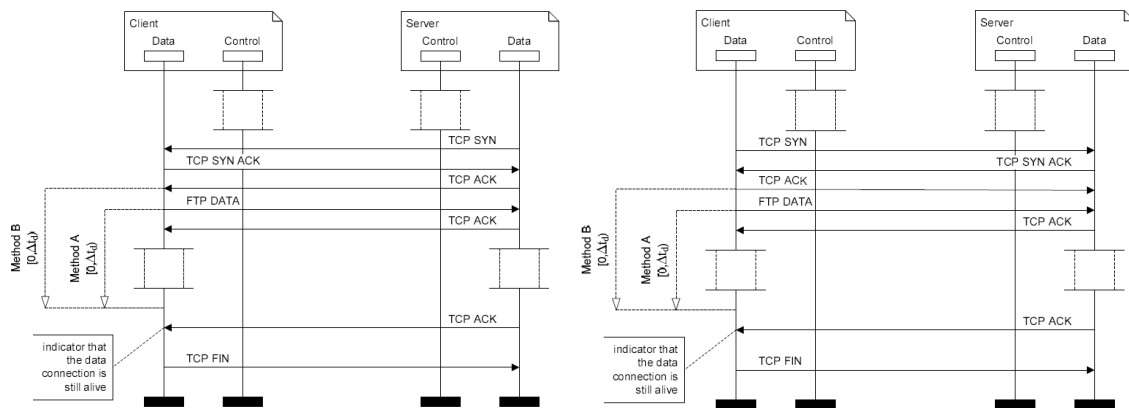 Client
Data
Control
Server
Control
Data
TCP SYN
TCP SYN ACK
TCP ACK
FTP DATA
TCP ACK
Method B
[0,Δtd)
Method A
[0,Δtd)
TCP ACK
indicator that
the data
connection is
still alive
TCP FIN
Client
Data
Control
Server
Control
Data
TCP SYN
TCP SYN ACK
TCP ACK
FTP DATA
TCP ACK
Method B
[0,Δtd)
Method A
[0,Δtd)
TCP ACK
indicator that
the data
connection is
still alive
TCP FIN